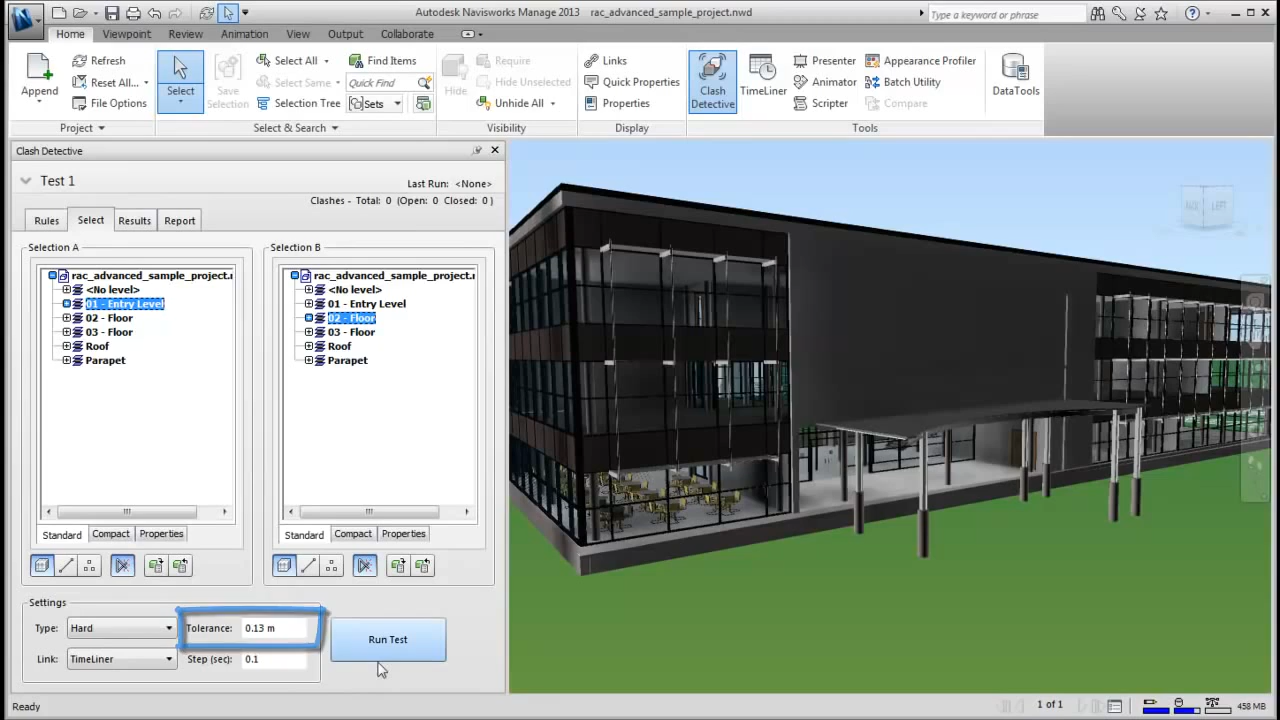 Autodesk Navisworks Manage 2013 rac_advanced_sample_project.nwd
Type a keyword or phrase
Home Viewpoint Review Animation View Output Collaborate
Append
Refresh
Reset All...
File Options
Project
Select
Save Selection
Select All
Select Same
Selection Tree
Find Items
Quick Find
Sets
Select & Search
Hide
Require
Hide Unselected
Unhide All
Visibility
Links
Quick Properties
Properties
Display
Clash Detective
TimeLiner
Presenter
Animator
Scripter
Appearance Profiler
Batch Utility
Compare
Tools
DataTools
Clash Detective
Test 1
Last Run: <None>
Clashes - Total: 0 (Open: 0 Closed: 0 )
Rules Select Results Report
Selection A
rac_advanced_sample_project.
<No level>
01 - Entry Level
02 - Floor
03 - Floor
Roof
Parapet
Standard Compact Properties
Selection B
rac_advanced_sample_project.
<No level>
01 - Entry Level
02 - Floor
03 - Floor
Roof
Parapet
Standard Compact Properties
Settings
Type: Hard Tolerance: 0.13 m
Link: TimeLiner Step (sec): 0.1
Run Test
LEFT
Ready
1 of 1
458 MB